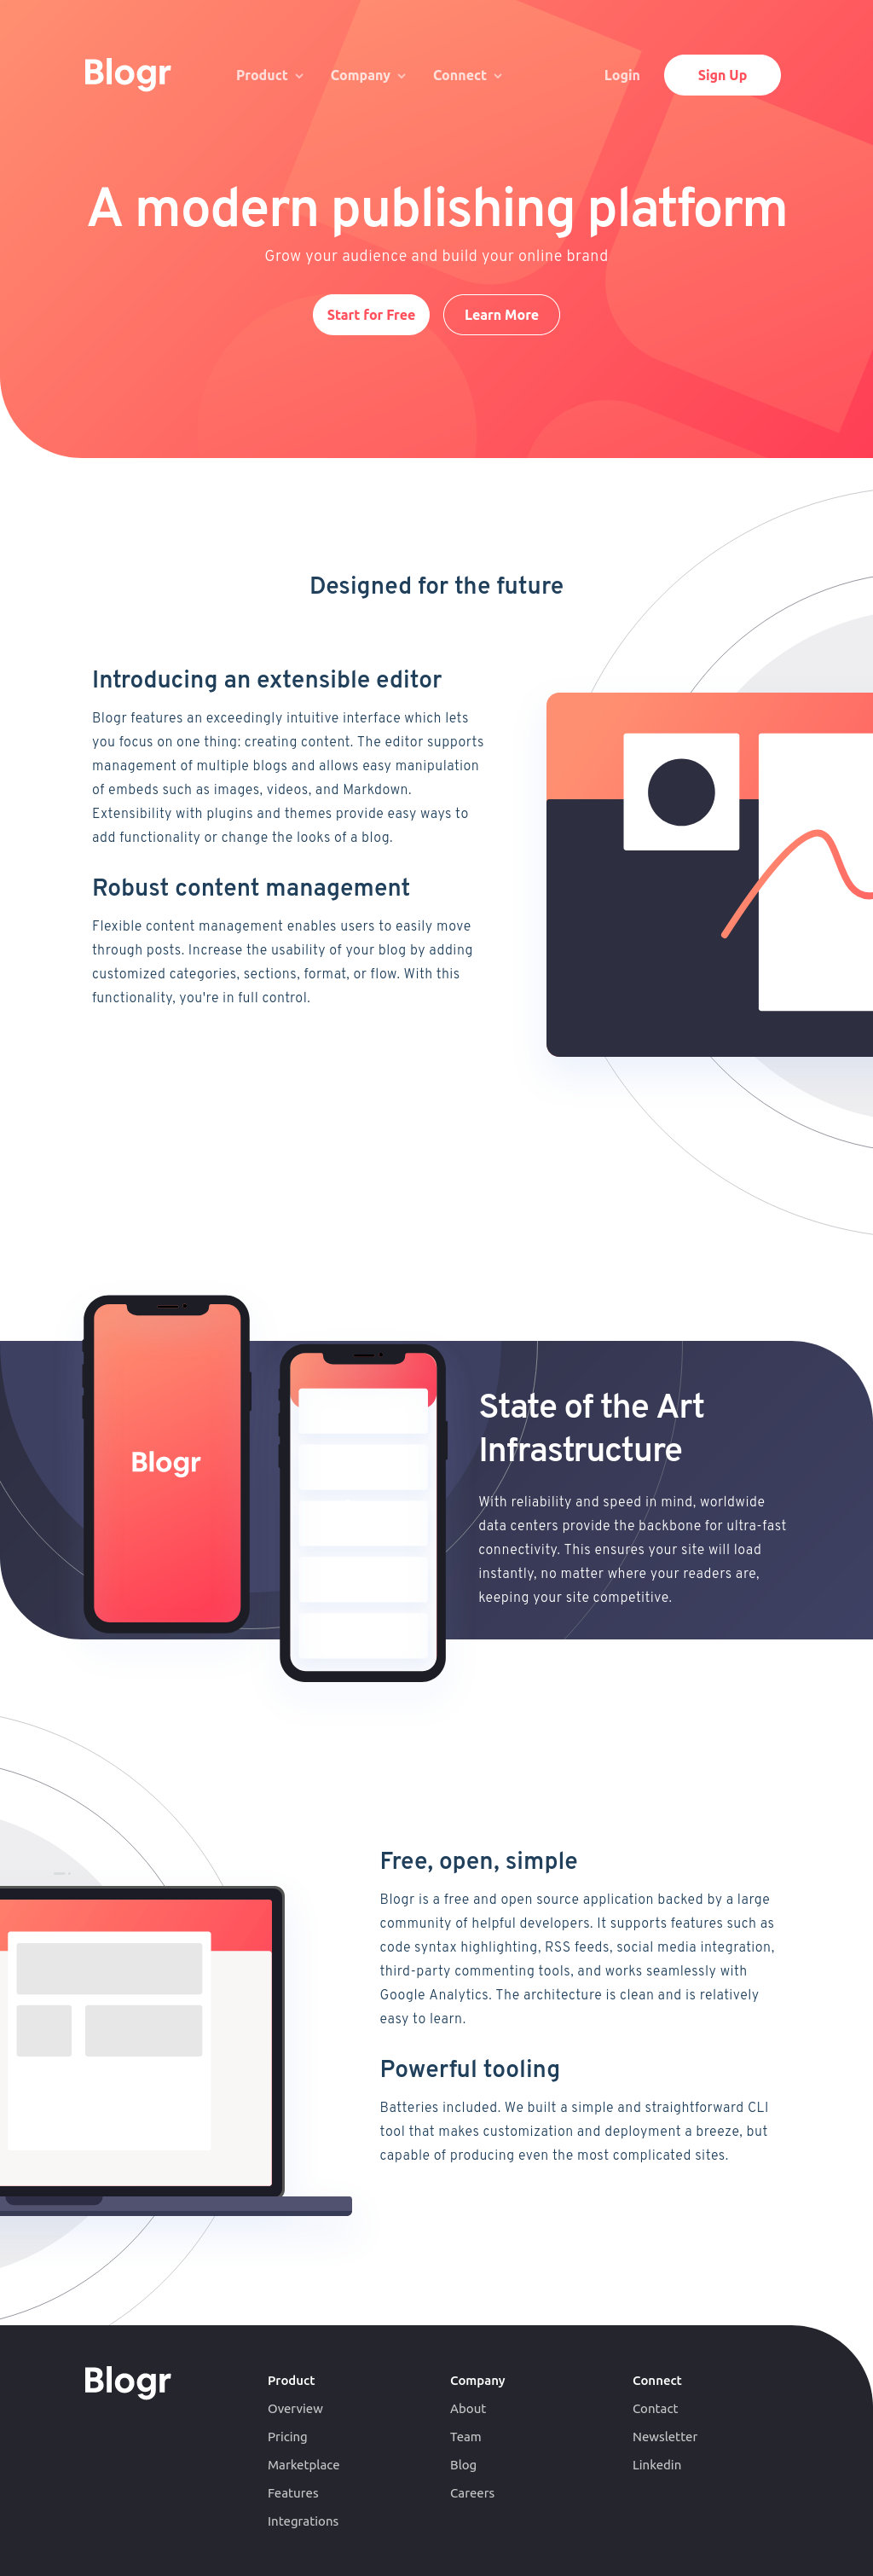 Blogr
Product
Company
Connect
Login
Sign Up
A modern publishing platform
Grow your audience and build your online brand
Start for Free
Learn More
Designed for the future
Introducing an extensible editor
Blogr features an exceedingly intuitive interface which lets
you focus on one thing: creating content. The editor supports
management of multiple blogs and allows easy manipulation
of embeds such as images, videos, and Markdown.
Extensibility with plugins and themes provide easy ways to
add functionality or change the looks of a blog.
Robust content management
Flexible content management enables users to easily move
through posts. Increase the usability of your blog by adding
customized categories, sections, format, or flow. With this
functionality, you're in full control.
Blogr
State of the Art
Infrastructure
With reliability and speed in mind, worldwide
data centers provide the backbone for ultra-fast
connectivity. This ensures your site will load
instantly, no matter where your readers are,
keeping your site competitive.
Free, open, simple
Blogr is a free and open source application backed by a large
community of helpful developers. It supports features such as
code syntax highlighting, RSS feeds, social media integration,
third-party commenting tools, and works seamlessly with
Google Analytics. The architecture is clean and is relatively
easy to learn.
Powerful tooling
Batteries included. We built a simple and straightforward CLI
tool that makes customization and deployment a breeze, but
capable of producing even the most complicated sites.
Blogr
Product
Overview
Pricing
Marketplace
Features
Integrations
Company
About
Team
Blog
Careers
Connect
Contact
Newsletter
Linkedin